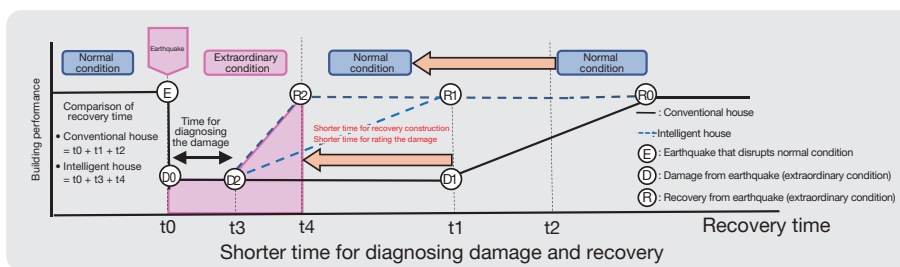 Earthquake
Normal
condition
Extraordinary
condition
Normal
condition
Normal
condition
Building performance
E
R2
R1
R0
Comparison of
recovery time
• Conventional house
= t0 + t1 + t2
• Intelligent house
= t0 + t3 + t4
Time for
diagnosing
the damage
Shorter time for recovery construction
Shorter time for rating the damage
D0
D2
D1
: Conventional house
:Intelligent house
E : Earthquake that disrupts normal condition
D : Damage from earthquake (extraordinary condition)
R : Recovery from earthquake (extraordinary condition)
t0
t3
t4
t1
t2
Recovery time
Shorter time for diagnosing damage and recovery